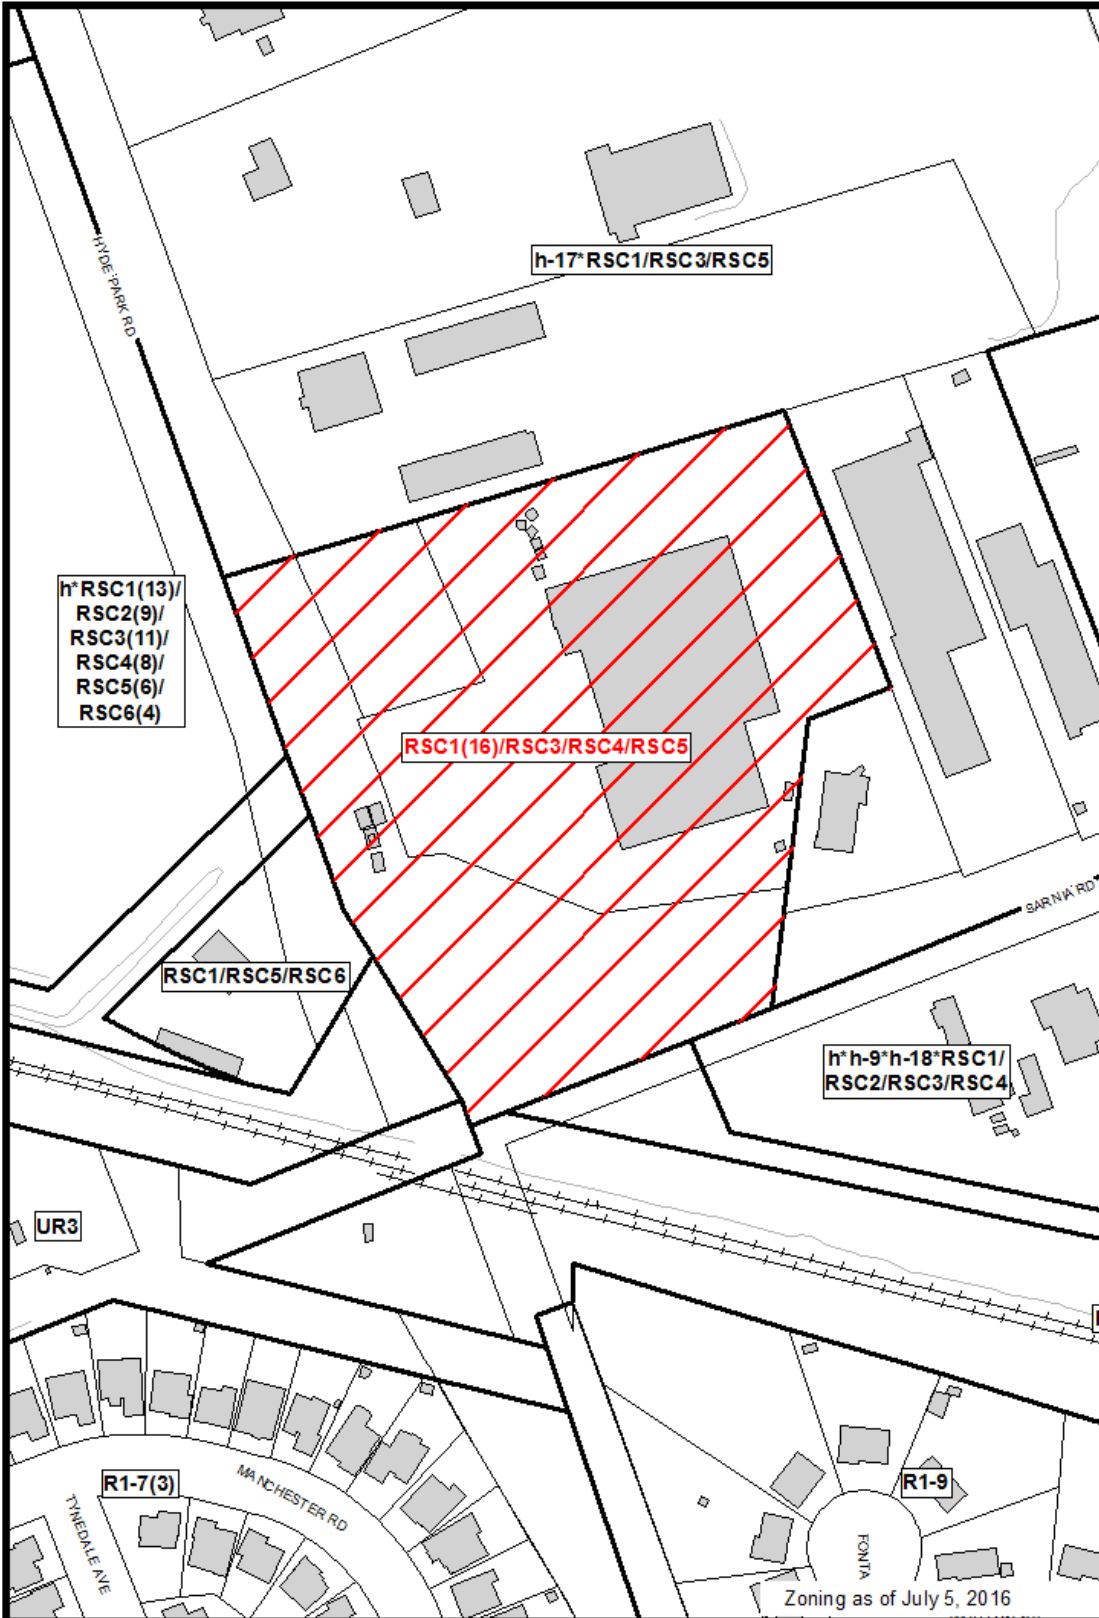 HYDE PARK RD
h-17*RSC1/RSC3/RSC5
h*RSC1(13)/
RSC2(9)/
RSC3(11)/
RSC4(8)/
RSC5(6)/
RSC6(4)
RSC1(16)/RSC3/RSC4/RSC5
SARNIA RD
RSC1/RSC5/RSC6
h*h-9*h-18*RSC1/
RSC2/RSC3/RSC4
UR3
R1-7(3)
MANCHESTER RD
R1-9
TYNEDALE AVE
FONTA
Zoning as of July 5, 2016